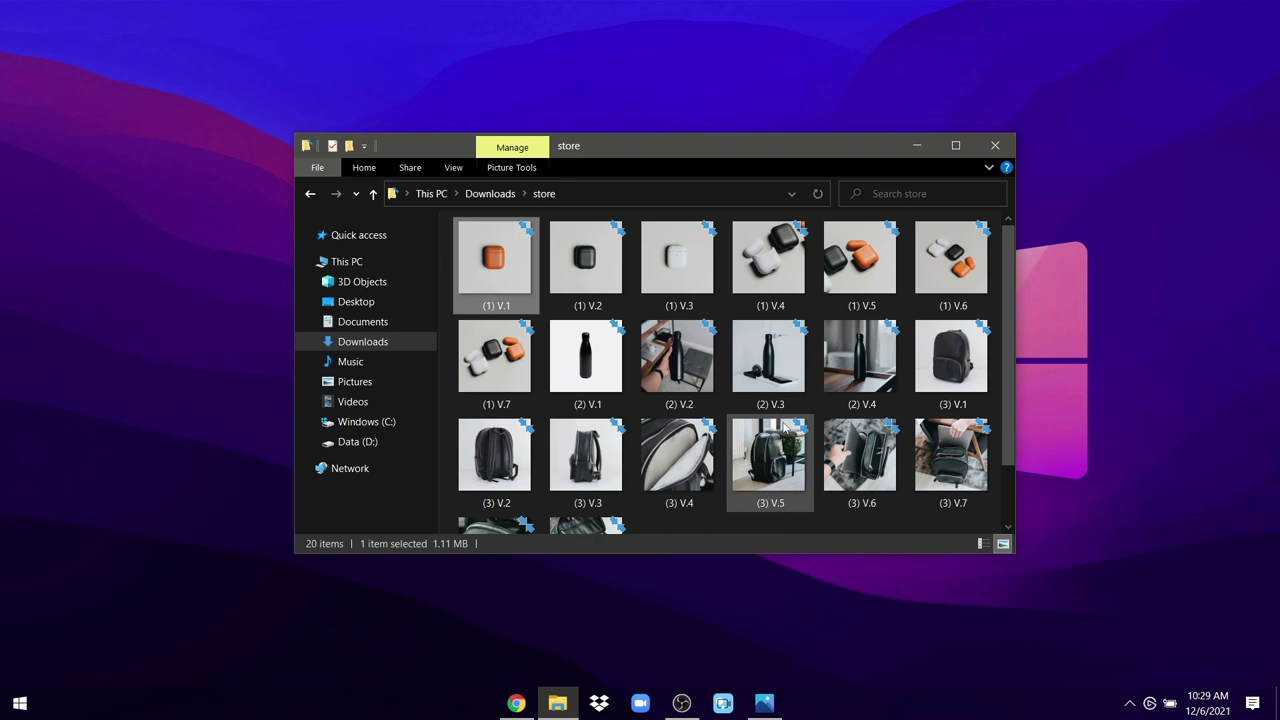 Manage store
File Home Share View Picture Tools
This PC Downloads store Search store
Quick access
This PC
3D Objects
Desktop
Documents
Downloads
Music
Pictures
Videos
Windows (C:)
Data (D:)
Network
(1) V.1 (1) V.2 (1) V.3 (1) V.4 (1) V.5 (1) V.6
(1) V.7 (2) V.1 (2) V.2 (2) V.3 (2) V.4 (3) V.1
(3) V.2 (3) V.3 (3) V.4 (3) V.5 (3) V.6 (3) V.7
20 items 1 item selected 1.11 MB
10:29 AM
12/6/2021